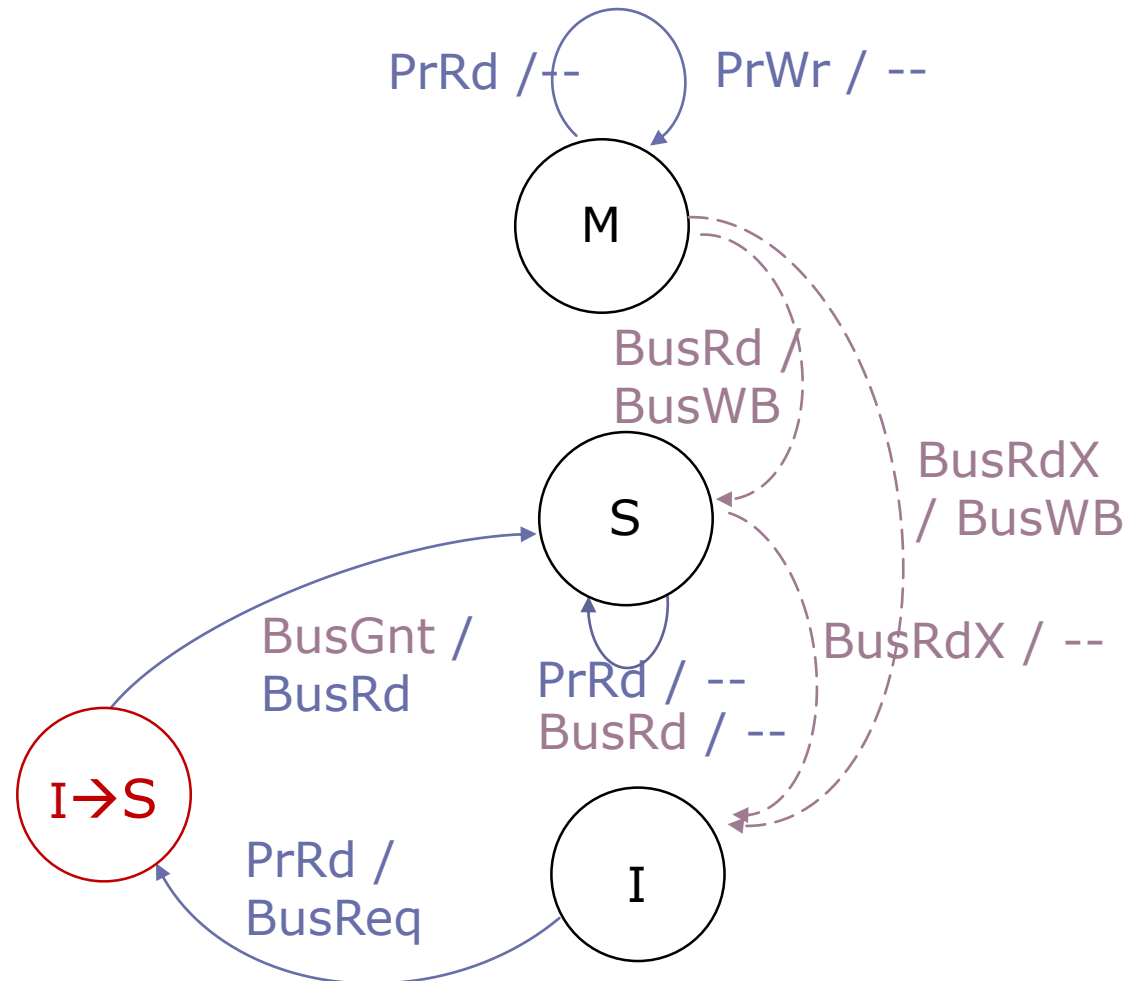 PrRd /--
PrWr / --
M
BusRd /
BusWB
BusRdX
/ BusWB
S
BusGnt /
BusRd
BusRdX / --
PrRd / --
BusRd / --
I→S
PrRd /
BusReq
I